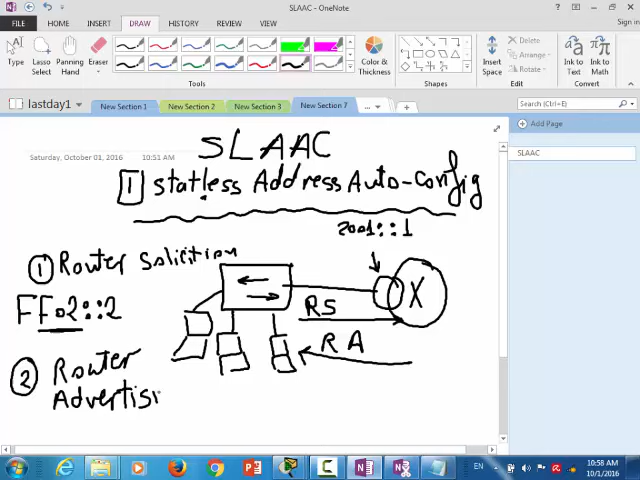 SLAAC - OneNote
FILE HOME INSERT DRAW HISTORY REVIEW VIEW
Sign in
Type
Lasso Select
Panning Hand
Eraser
Color & Thickness
Insert Space
Delete
Arrange
Rotate
Ink to Text
Ink to Math
Tools
Shapes
Edit
Convert
lastday1
New Section 1
New Section 2
New Section 3
New Section 7
...
Search (Ctrl+E)
Add Page
SLAAC
Saturday, October 01, 2016 10:51 AM
SLAAC
1 statless Address Auto-Config
2001::1
1 Router Solicition
FF02::2
RS
X
RA
2 Router
Advertisi
EN
10:58 AM
10/1/2016